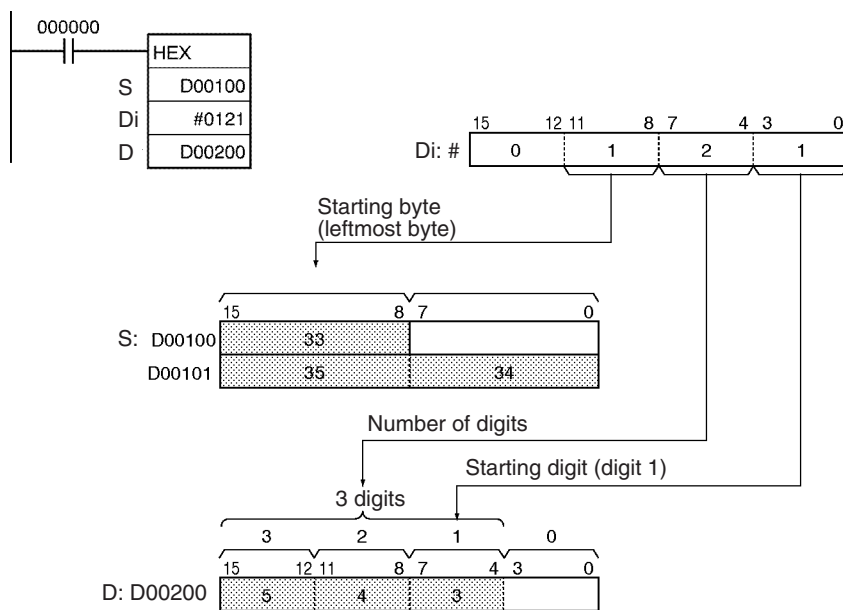 000000
HEX
S D00100
Di #0121
D D00200
15 12 11 8 7 4 3 0
Di: # 0 1 2 1
Starting byte
(leftmost byte)
15 8 7 0
S: D00100 33
D00101 35 34
Number of digits
Starting digit (digit 1)
3 digits
3 2 1 0
15 12 11 8 7 4 3 0
D: D00200 5 4 3